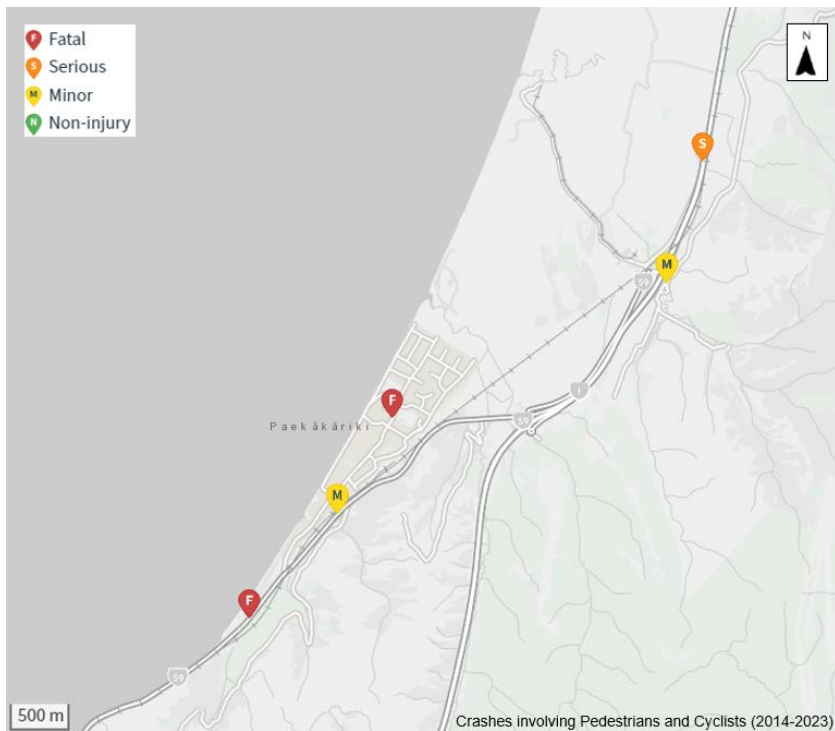 F Fatal
S Serious
M Minor
N Non-injury
N
S
M
59
1
59
F
Paekākāriki
M
F
59
500 m
Crashes involving Pedestrians and Cyclists (2014-2023)